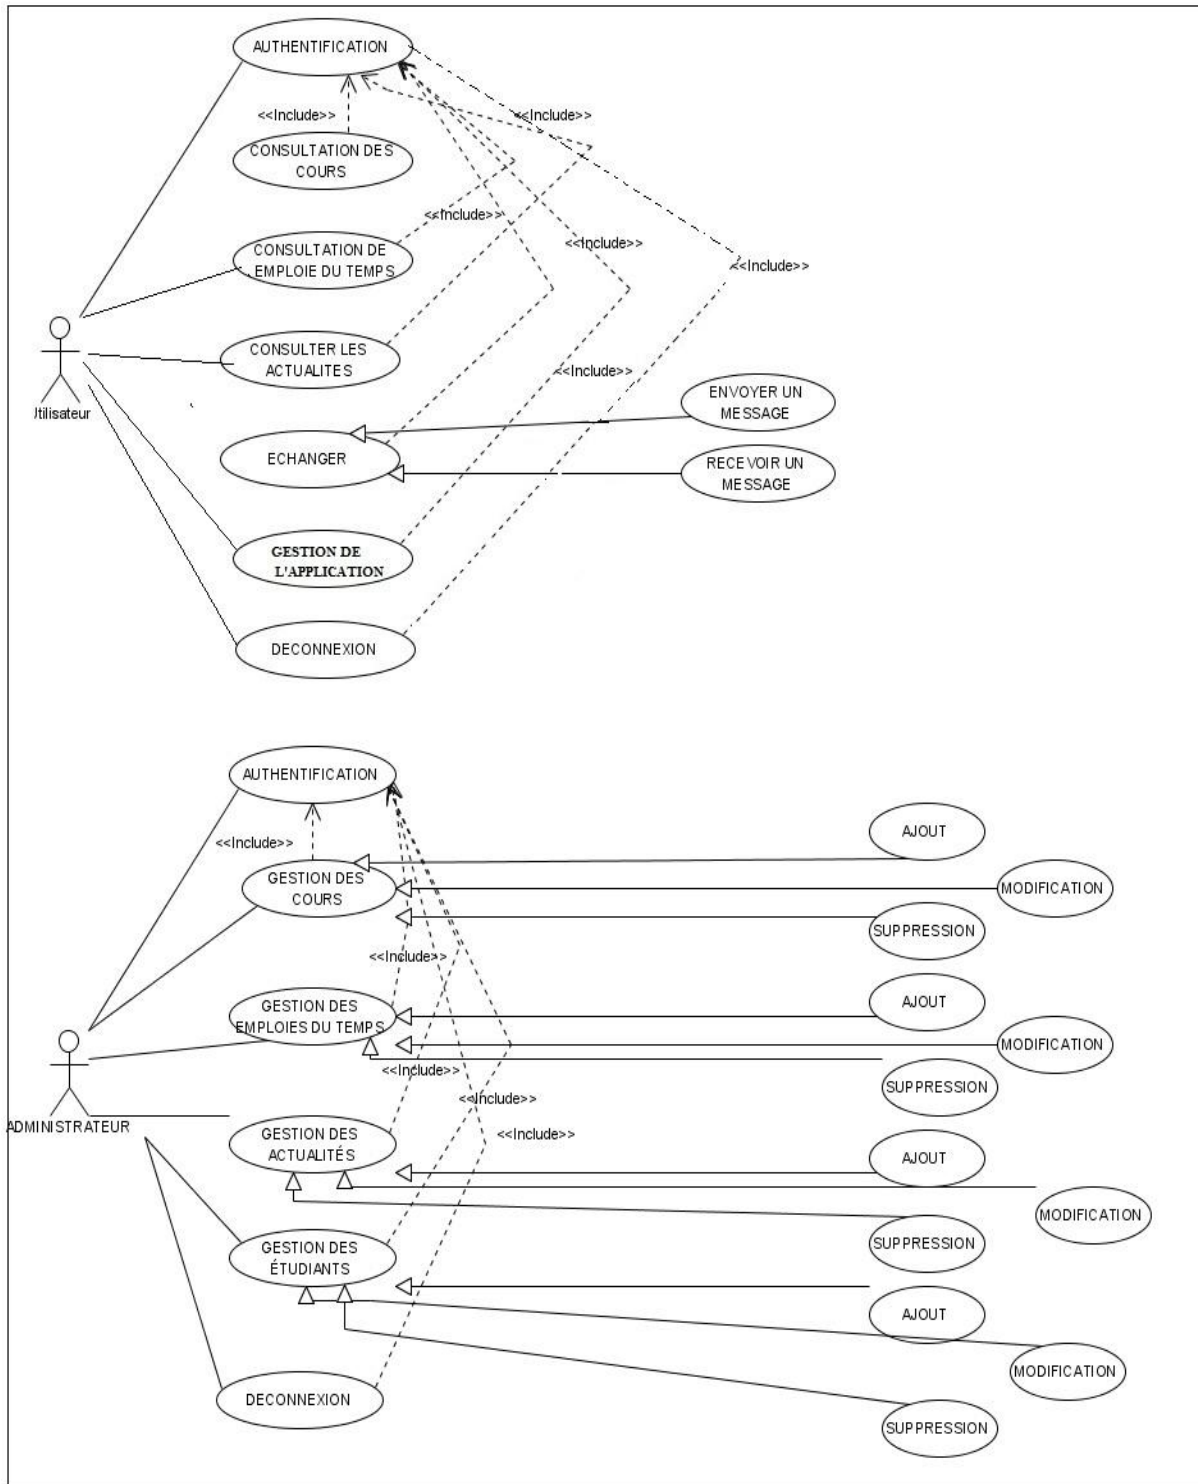 AUTHENTIFICATION
<<Include>>
<<Include>>
CONSULTATION DES
COURS
<<Include>>
CONSULTATION DE
EMPLOIE DU TEMPS
<<Include>>
<<Include>>
CONSULTER LES
ACTUALITES
<<Include>>
Utilisateur
ENVOYER UN
MESSAGE
ECHANGER
RECEVOIR UN
MESSAGE
GESTION DE
L'APPLICATION
DECONNEXION
AUTHENTIFICATION
<<Include>>
AJOUT
GESTION DES
COURS
MODIFICATION
SUPPRESSION
<<Include>>
GESTION DES
EMPLOIES DU TEMPS
AJOUT
MODIFICATION
<<Include>>
SUPPRESSION
<<Include>>
ADMINISTRATEUR
<<Include>>
GESTION DES
ACTUALITÉS
AJOUT
MODIFICATION
SUPPRESSION
GESTION DES
ÉTUDIANTS
AJOUT
MODIFICATION
DECONNEXION
SUPPRESSION